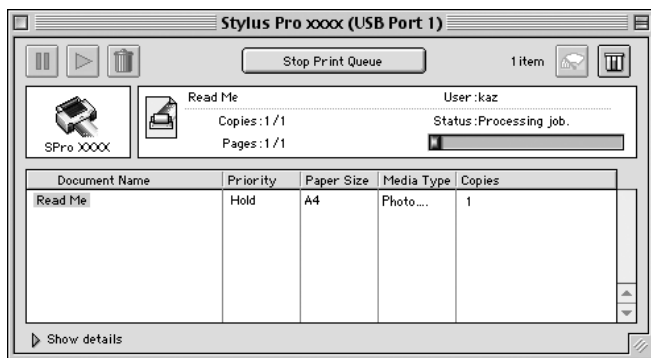 Stylus Pro xxxx (USB Port 1)
Stop Print Queue
1 item
SPro XXXX
Read Me
User:kaz
Copies:1/1
Status:Processing job.
Pages:1/1
Document Name Priority Paper Size Media Type Copies
Read Me Hold A4 Photo.... 1
Show details